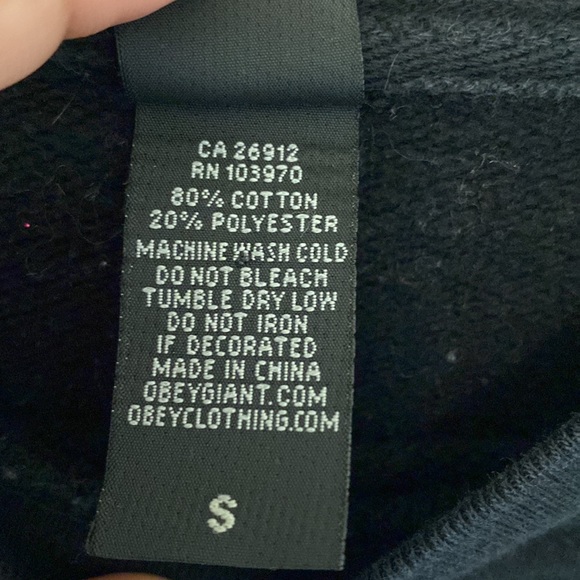 CA 26912
RN 103970
80% COTTON
20% POLYESTER
MACHINE WASH COLD
DO NOT BLEACH
TUMBLE DRY LOW
DO NOT IRON
IF DECORATED
MADE IN CHINA
OBEYGIANT.COM
OBEYCLOTHING.COM
S